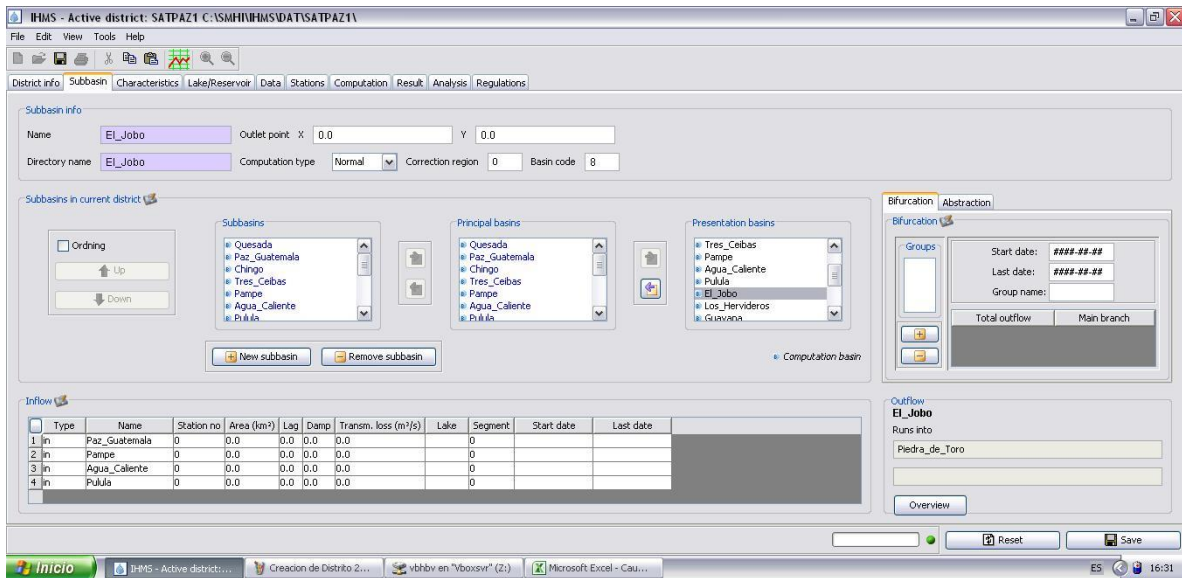 IHMS - Active district: SATPAZ1 C:\SMHI\IHMS\DAT\SATPAZ1\
File Edit View Tools Help
District info Subbasin Characteristics Lake/Reservoir Data Stations Computation Result Analysis Regulations
Subbasin info
Name El_Jobo Outlet point X 0.0 Y 0.0
Directory name El_Jobo Computation type Normal Correction region 0 Basin code 8
Subbasins in current district
Ordning
Up
Down
Subbasins
Quesada
Paz_Guatemala
Chingo
Tres_Ceibas
Pampe
Agua_Caliente
Pulula
Principal basins
Quesada
Paz_Guatemala
Chingo
Tres_Ceibas
Pampe
Agua_Caliente
Pulula
Presentation basins
Tres_Ceibas
Pampe
Agua_Caliente
Pulula
El_Jobo
Los_Hervideros
Guayapa
New subbasin Remove subbasin
Computation basin
Bifurcation Abstraction
Bifurcation
Groups
Start date: ####-##-##
Last date: ####-##-##
Group name:
Total outflow Main branch
Inflow
Type Name Station no Area (km²) Lag Damp Transm. loss (m³/s) Lake Segment Start date Last date
1 in Paz_Guatemala 0 0.0 0.0 0.0 0.0 0
2 in Pampe 0 0.0 0.0 0.0 0.0 0
3 in Agua_Caliente 0 0.0 0.0 0.0 0.0 0
4 in Pulula 0 0.0 0.0 0.0 0.0 0
Outflow
El_Jobo
Runs into
Piedra_de_Toro
Overview
Reset Save
Inicio IHMS - Active district:... Creacion de Distrito 2... vbhbv en "Vboxsvr" (Z:) Microsoft Excel - Cau... ES 16:31